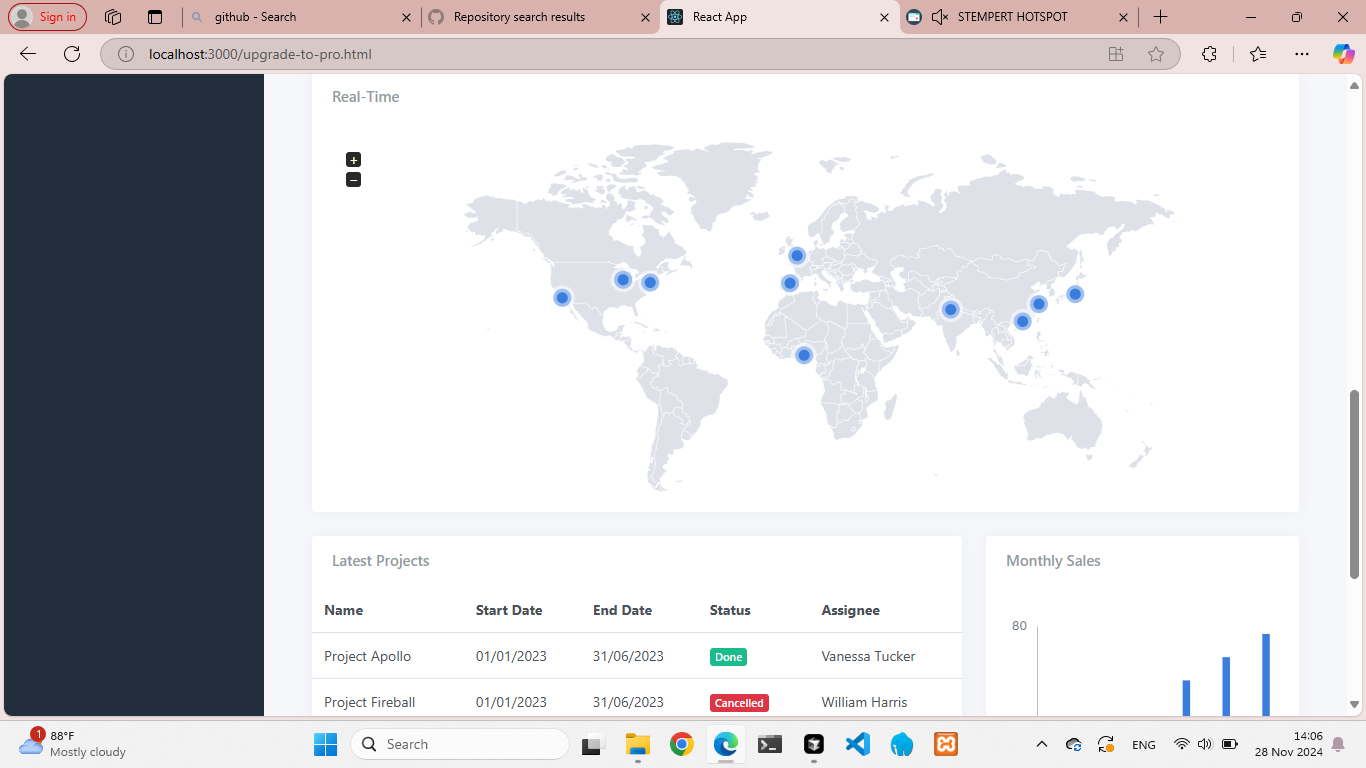 Sign in
github - Search
Repository search results
React App
STEMPERT HOTSPOT
localhost:3000/upgrade-to-pro.html
Real-Time
+
−
Latest Projects
Name Start Date End Date Status Assignee
Project Apollo 01/01/2023 31/06/2023 Done Vanessa Tucker
Project Fireball 01/01/2023 31/06/2023 Cancelled William Harris
Monthly Sales
80
1
88°F
Mostly cloudy
Search
ENG
14:06
28 Nov 2024